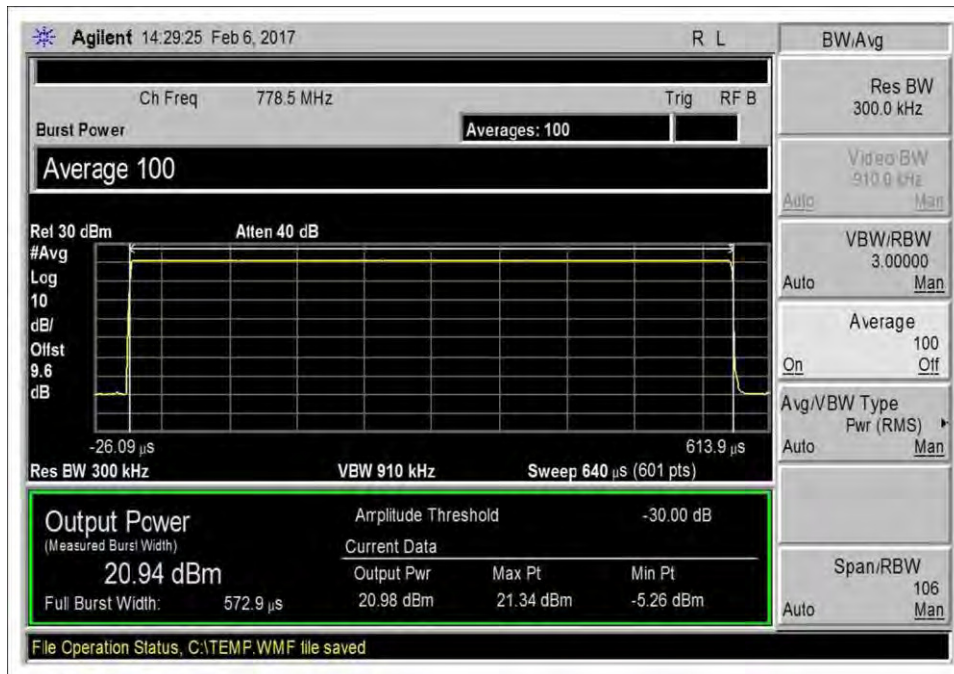 Agilent 14:29:25 Feb 6, 2017 R L
Ch Freq 778.5 MHz Trig RF B
Burst Power Averages: 100
Average 100
Ref 30 dBm Atten 40 dB
#Avg
Log
10
dB/
Offst
9.6
dB
-26.09 µs 613.9 µs
Res BW 300 kHz VBW 910 kHz Sweep 640 µs (601 pts)
Output Power
(Measured Burst Width)
20.94 dBm
Full Burst Width: 572.9 µs
Amplitude Threshold -30.00 dB
Current Data
Output Pwr Max Pt Min Pt
20.98 dBm 21.34 dBm -5.26 dBm
File Operation Status, C:\TEMP.WMF file saved
BW/Avg
Res BW
300.0 kHz
Video BW
910.0 kHz
Auto Man
VBW/RBW
3.00000
Auto Man
Average
100
On Off
Avg/VBW Type
Pwr (RMS)
Auto Man
Span/RBW
106
Auto Man